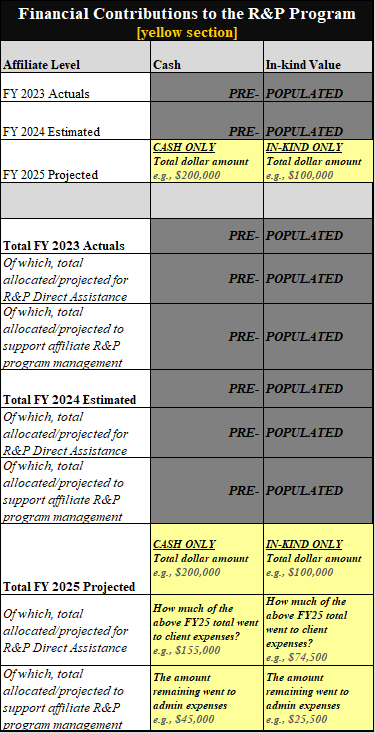 Financial Contributions to the R&P Program
[yellow section]
Affiliate Level Cash In-kind Value
FY 2023 Actuals PRE- POPULATED
FY 2024 Estimated PRE- POPULATED
CASH ONLY
Total dollar amount
e.g., $200,000
IN-KIND ONLY
Total dollar amount
e.g., $100,000
FY 2025 Projected
Total FY 2023 Actuals PRE- POPULATED
Of which, total
allocated/projected for
R&P Direct Assistance
PRE- POPULATED
Of which, total
allocated/projected to
support affiliate R&P
program management
PRE- POPULATED
Total FY 2024 Estimated PRE- POPULATED
Of which, total
allocated/projected for
R&P Direct Assistance
PRE- POPULATED
Of which, total
allocated/projected to
support affiliate R&P
program management
PRE- POPULATED
Total FY 2025 Projected
CASH ONLY
Total dollar amount
e.g., $200,000
IN-KIND ONLY
Total dollar amount
e.g., $100,000
Of which, total
allocated/projected for
R&P Direct Assistance
How much of the
above FY25 total went
to client expenses?
e.g., $155,000
How much of the
above FY25 total
went to client
expenses?
e.g., $74,500
Of which, total
allocated/projected to
support affiliate R&P
program management
The amount
remaining went to
admin expenses
e.g., $45,000
The amount
remaining went to
admin expenses
e.g., $25,500